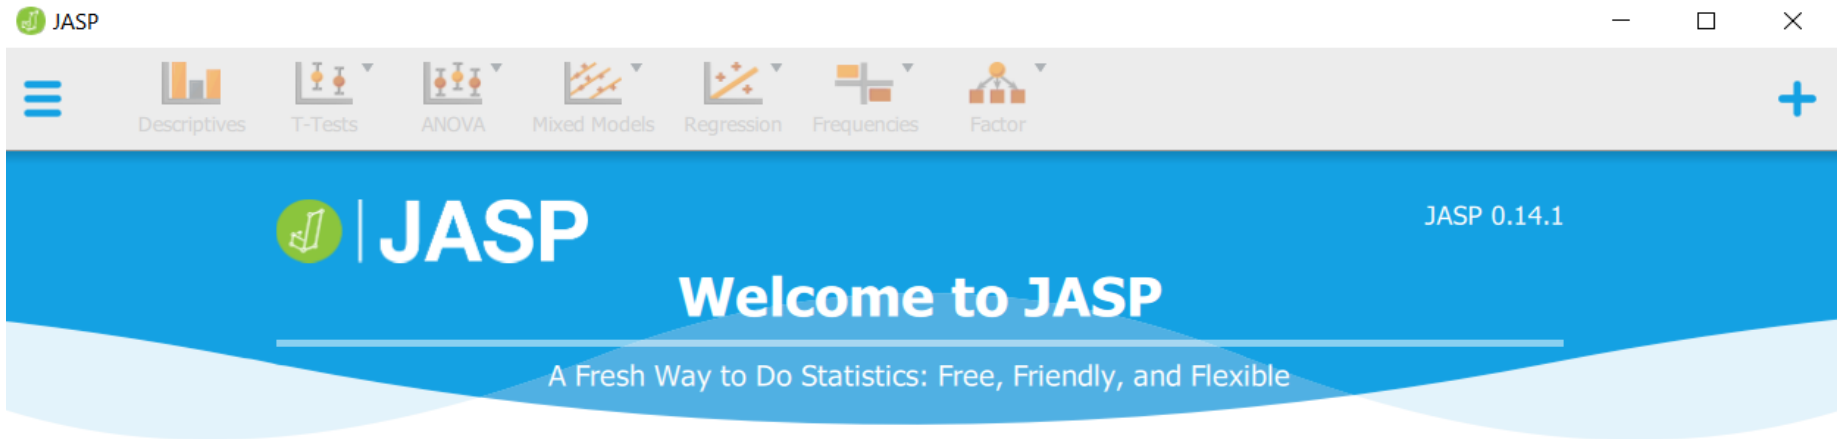 JASP
Descriptives T-Tests ANOVA Mixed Models Regression Frequencies Factor
JASP
JASP 0.14.1
Welcome to JASP
A Fresh Way to Do Statistics: Free, Friendly, and Flexible